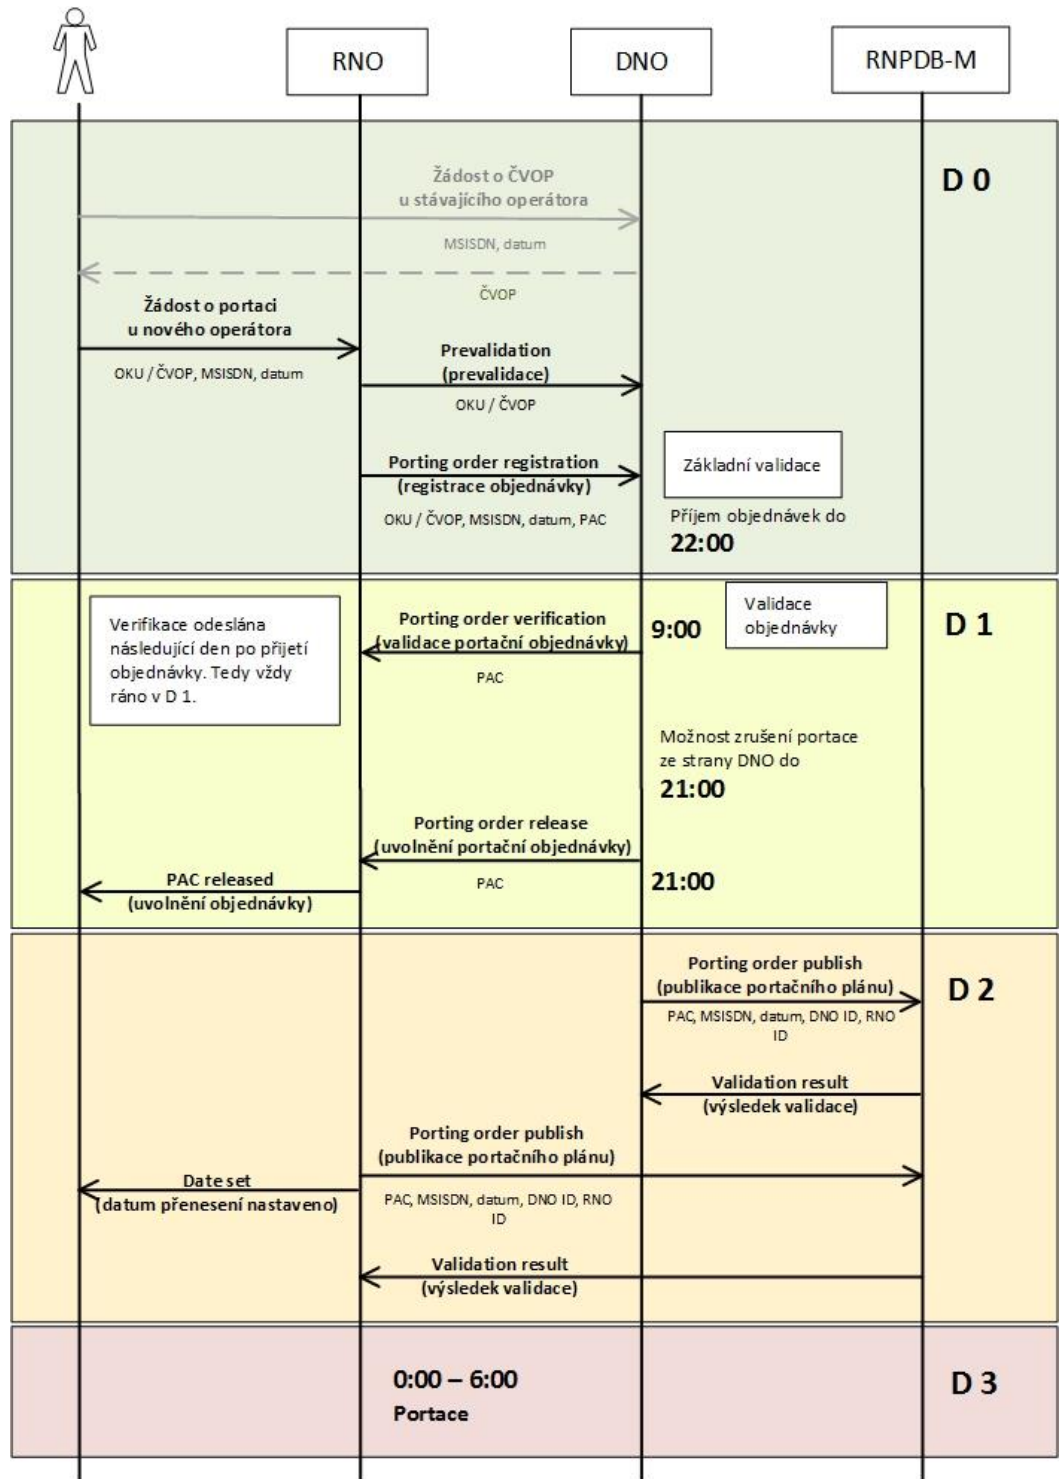 RNO
DNO
RNPDB-M
D 0
Žádost o ČVOP
u stávajícího operátora
MSISDN, datum
ČVOP
Žádost o portaci
u nového operátora
OKU / ČVOP, MSISDN, datum
Prevalidation
(prevalidace)
OKU / ČVOP
Porting order registration
(registrace objednávky)
OKU / ČVOP, MSISDN, datum, PAC
Základní validace
Příjem objednávek do
22:00
D 1
Verifikace odeslána
následující den po přijetí
objednávky. Tedy vždy
ráno v D 1.
Porting order verification
(validace portační objednávky)
PAC
9:00
Validace
objednávky
Možnost zrušení portace
ze strany DNO do
21:00
Porting order release
(uvolnění portační objednávky)
PAC
21:00
PAC released
(uvolnění objednávky)
D 2
Porting order publish
(publikace portačního plánu)
PAC, MSISDN, datum, DNO ID, RNO
ID
Validation result
(výsledek validace)
Porting order publish
(publikace portačního plánu)
PAC, MSISDN, datum, DNO ID, RNO
ID
Date set
(datum přenesení nastaveno)
Validation result
(výsledek validace)
D 3
0:00 – 6:00
Portace